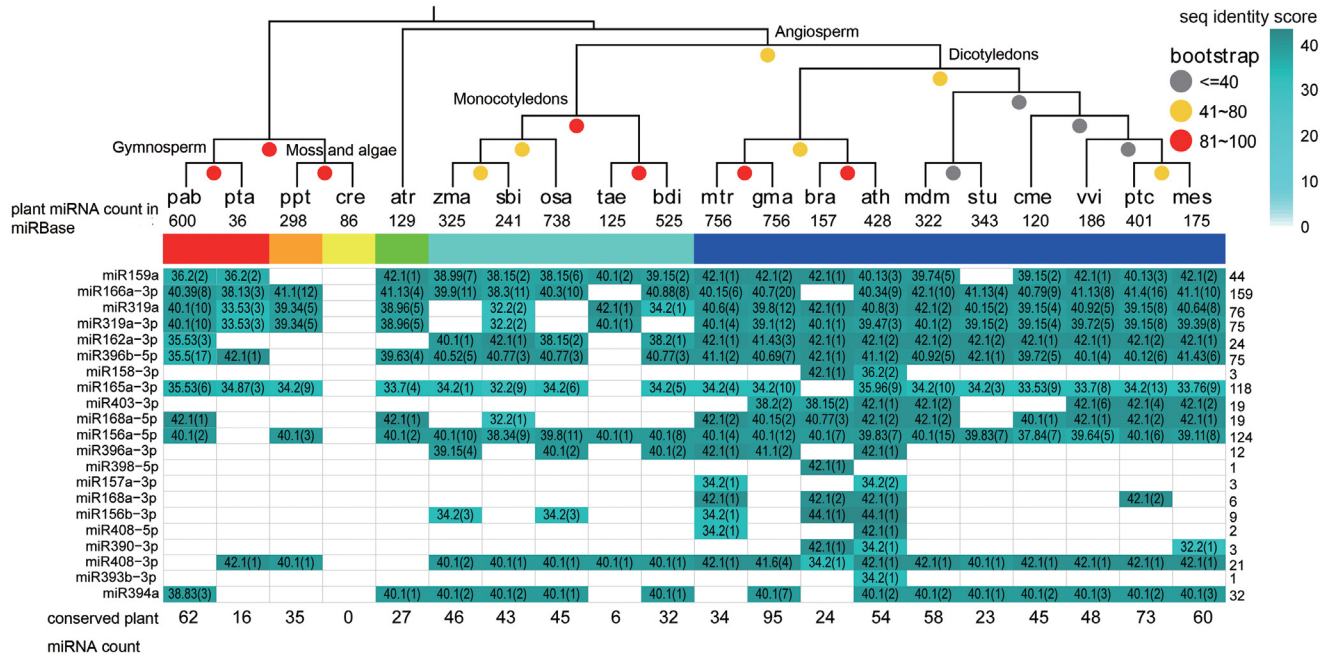 seq identity score
40
30
20
10
0
bootstrap
<=40
41~80
81~100
Angiosperm
Dicotyledons
Monocotyledons
Gymnosperm Moss and algae
pab pta ppt cre atr zma sbi osa tae bdi mtr gma bra ath mdm stu cme vvi ptc mes
plant miRNA count in
miRBase
600 36 298 86 129 325 241 738 125 525 756 756 157 428 322 343 120 186 401 175
miR159a 36.2(2) 36.2(2) 42.1(1) 38.99(7) 38.15(2) 38.15(6) 40.1(2) 39.15(2) 42.1(1) 42.1(2) 42.1(1) 40.13(3) 39.74(5) 39.15(2) 42.1(1) 40.13(3) 42.1(2) 44
miR166a-3p 40.39(8) 38.13(3) 41.1(12) 41.13(4) 39.9(11) 38.3(11) 40.3(10) 40.88(8) 40.15(6) 40.7(20) 40.34(9) 42.1(10) 41.13(4) 40.79(9) 41.13(8) 41.4(16) 41.1(10) 159
miR319a 40.1(10) 33.53(3) 39.34(5) 38.96(5) 32.2(2) 42.1(1) 34.2(1) 40.6(4) 39.8(12) 42.1(1) 40.8(3) 42.1(2) 40.15(2) 39.15(4) 40.92(5) 39.15(8) 40.64(8) 76
miR319a-3p 40.1(10) 33.53(3) 39.34(5) 38.96(5) 32.2(2) 40.1(1) 40.1(4) 39.1(12) 40.1(1) 39.47(3) 40.1(2) 39.15(2) 39.15(4) 39.72(5) 39.15(8) 39.39(8) 75
miR162a-3p 35.53(3) 40.1(1) 42.1(1) 38.15(2) 38.2(1) 42.1(1) 41.43(3) 42.1(1) 42.1(2) 42.1(2) 42.1(1) 42.1(1) 42.1(1) 42.1(2) 42.1(1) 24
miR396b-5p 35.5(17) 42.1(1) 39.63(4) 40.52(5) 40.77(3) 40.77(3) 40.77(3) 41.1(2) 40.69(7) 42.1(1) 41.1(2) 40.92(5) 42.1(1) 39.72(5) 40.1(4) 40.12(6) 41.43(6) 75
miR158-3p 42.1(1) 36.2(2) 3
miR165a-3p 35.53(6) 34.87(3) 34.2(9) 33.7(4) 34.2(1) 32.2(9) 34.2(6) 34.2(5) 34.2(4) 34.2(10) 35.96(9) 34.2(10) 34.2(3) 33.53(9) 33.7(8) 34.2(13) 33.76(9) 118
miR403-3p 38.2(2) 38.15(2) 42.1(1) 42.1(2) 42.1(6) 42.1(4) 42.1(2) 19
miR168a-5p 42.1(1) 42.1(1) 32.2(1) 42.1(2) 40.15(2) 40.77(3) 42.1(2) 42.1(2) 40.1(1) 42.1(1) 42.1(2) 42.1(1) 19
miR156a-5p 40.1(2) 40.1(3) 40.1(2) 40.1(10) 38.34(9) 39.8(11) 40.1(1) 40.1(8) 40.1(4) 40.1(12) 40.1(7) 39.83(7) 40.1(15) 39.83(7) 37.84(7) 39.64(5) 40.1(6) 39.11(8) 124
miR396a-3p 39.15(4) 40.1(2) 40.1(2) 42.1(1) 41.1(2) 42.1(1) 12
miR398-5p 42.1(1) 1
miR157a-3p 34.2(1) 34.2(2) 3
miR168a-3p 42.1(1) 42.1(2) 42.1(1) 42.1(2) 6
miR156b-3p 34.2(3) 34.2(3) 34.2(1) 44.1(1) 44.1(1) 9
miR408-5p 34.2(1) 42.1(1) 2
miR390-3p 42.1(1) 34.2(1) 32.2(1) 3
miR408-3p 42.1(1) 40.1(1) 40.1(2) 40.1(1) 40.1(1) 40.1(1) 40.1(1) 42.1(1) 41.6(4) 34.2(1) 42.1(1) 42.1(1) 40.1(1) 42.1(1) 42.1(1) 42.1(1) 42.1(1) 21
miR393b-3p 34.2(1) 1
miR394a 38.83(3) 40.1(1) 40.1(2) 40.1(2) 40.1(1) 40.1(1) 40.1(7) 40.1(2) 40.1(2) 40.1(1) 40.1(2) 40.1(3) 40.1(2) 40.1(3) 32
conserved plant 62 16 35 0 27 46 43 45 6 32 34 95 24 54 58 23 45 48 73 60
miRNA count